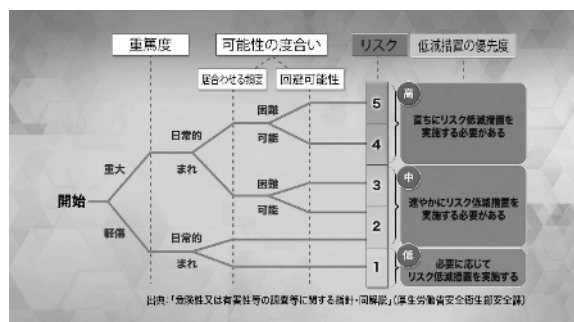 重篤度
可能性の度合い
リスク
低減措置の優先度
居合わせる頻度
回避可能性
開始
重大
軽傷
日常的
まれ
日常的
まれ
困難
可能
困難
可能
5
4
3
2
1
高
直ちにリスク低減措置を
実施する必要がある
中
速やかにリスク低減措置を
実施する必要がある
低
必要に応じて
リスク低減措置を実施する
出典：「危険性又は有害性等の調査等に関する指針・同解説」（厚生労働省安全衛生部安全課）